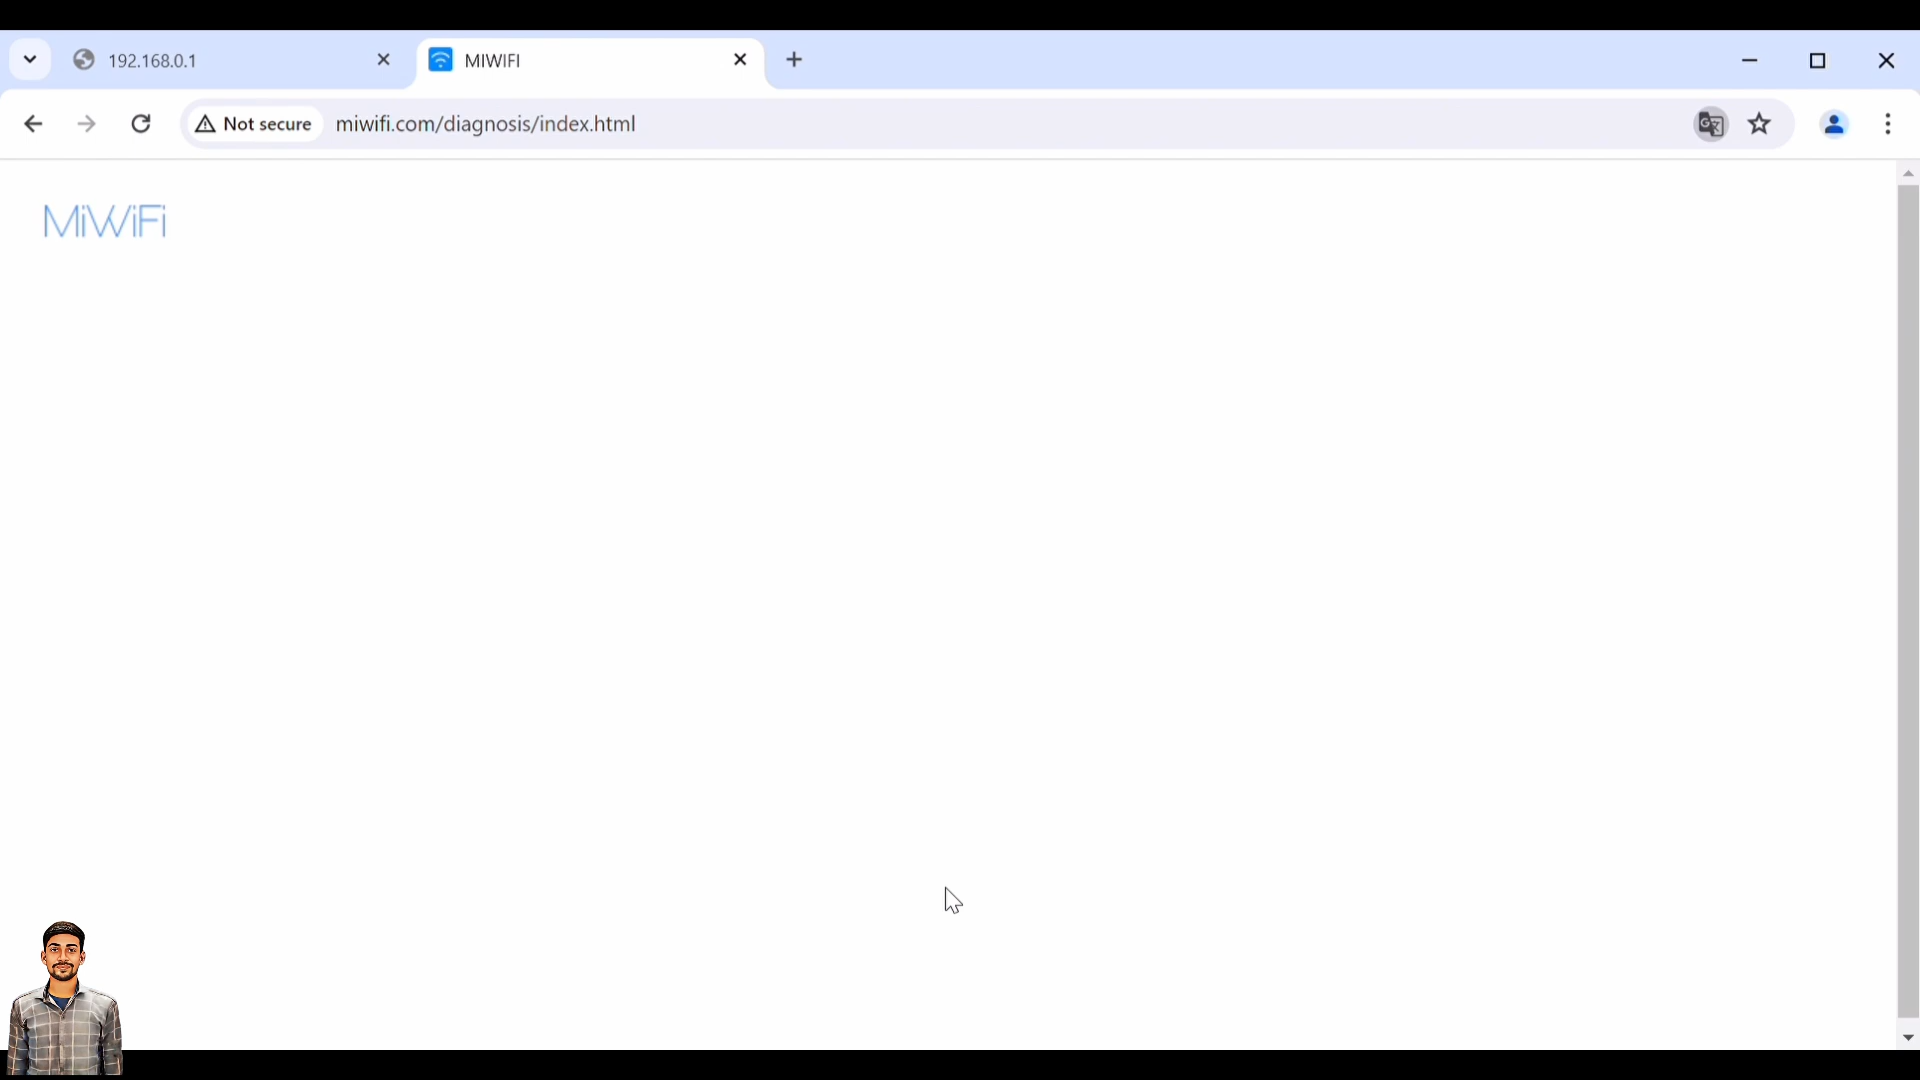 192.168.0.1
MIWIFI
Not secure
miwifi.com/diagnosis/index.html
MiWiFi